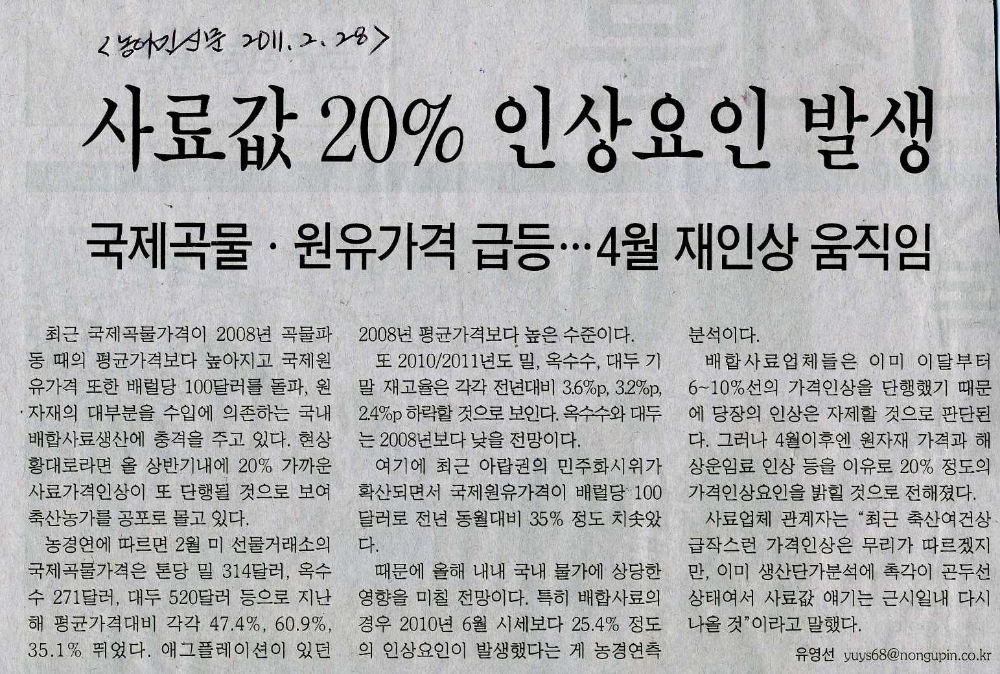 <농어민신문 2011.2.28>
사료값 20% 인상요인 발생
국제곡물·원유가격 급등…4월 재인상 움직임
최근 국제곡물가격이 2008년 곡물파
동 때의 평균가격보다 높아지고 국제원
유가격 또한 배럴당 100달러를 돌파, 원
자재의 대부분을 수입에 의존하는 국내
배합사료생산에 충격을 주고 있다. 현상
황대로라면 올 상반기내에 20% 가까운
사료가격인상이 또 단행될 것으로 보여
축산농가를 공포로 몰고 있다.
농경연에 따르면 2월 미 선물거래소의
국제곡물가격은 톤당 밀 314달러, 옥수
수 271달러, 대두 520달러 등으로 지난
해 평균가격대비 각각 47.4%, 60.9%,
35.1% 뛰었다. 애그플레이션이 있던
2008년 평균가격보다 높은 수준이다.
또 2010/2011년도 밀, 옥수수, 대두 기
말 재고율은 각각 전년대비 3.6%p, 3.2%p,
2.4%p 하락할 것으로 보인다. 옥수수와 대두
는 2008년보다 낮을 전망이다.
여기에 최근 아랍권의 민주화시위가
확산되면서 국제원유가격이 배럴당 100
달러로 전년 동월대비 35% 정도 치솟았
다.
때문에 올해 내내 국내 물가에 상당한
영향을 미칠 전망이다. 특히 배합사료의
경우 2010년 6월 시세보다 25.4% 정도
의 인상요인이 발생했다는 게 농경연측
분석이다.
배합사료업체들은 이미 이달부터
6~10%선의 가격인상을 단행했기 때문
에 당장의 인상은 자제할 것으로 판단된
다. 그러나 4월이후엔 원자재 가격과 해
상운임료 인상 등을 이유로 20% 정도의
가격인상요인을 밝힐 것으로 전해졌다.
사료업체 관계자는 “최근 축산여건상
급작스런 가격인상은 무리가 따르겠지
만, 이미 생산단가분석에 촉각이 곤두선
상태여서 사료값 얘기는 근시일내 다시
나올 것”이라고 말했다.
유영선 yuys68@nongupin.co.kr